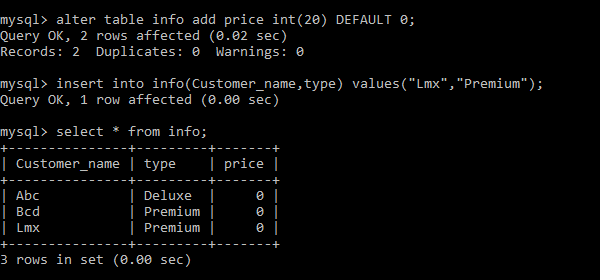 mysql> alter table info add price int(20) DEFAULT 0;
Query OK, 2 rows affected (0.02 sec)
Records: 2  Duplicates: 0  Warnings: 0
mysql> insert into info(Customer_name,type) values("Lmx","Premium");
Query OK, 1 row affected (0.00 sec)
mysql> select * from info;
+---------------+---------+-------+
| Customer_name | type    | price |
+---------------+---------+-------+
| Abc           | Deluxe  |     0 |
| Bcd           | Premium |     0 |
| Lmx           | Premium |     0 |
+---------------+---------+-------+
3 rows in set (0.00 sec)